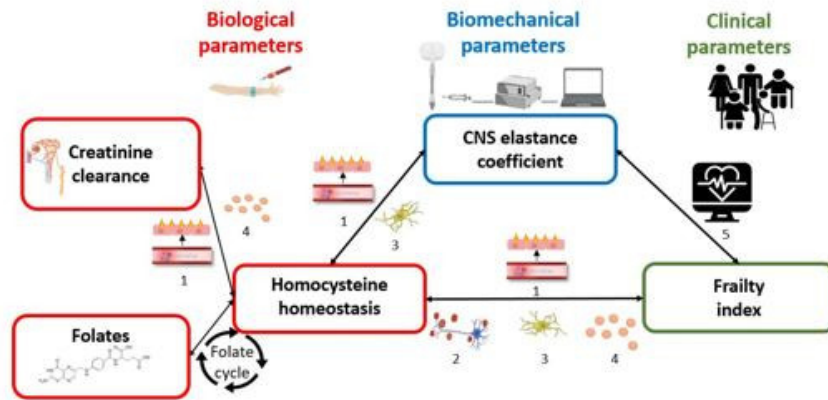 Biological
parameters
Biomechanical
parameters
Clinical
parameters
Creatinine
clearance
CNS elastance
coefficient
1
4
1
3
5
1
Homocysteine
homeostasis
Frailty
index
Folates
Folate
cycle
2
3
4